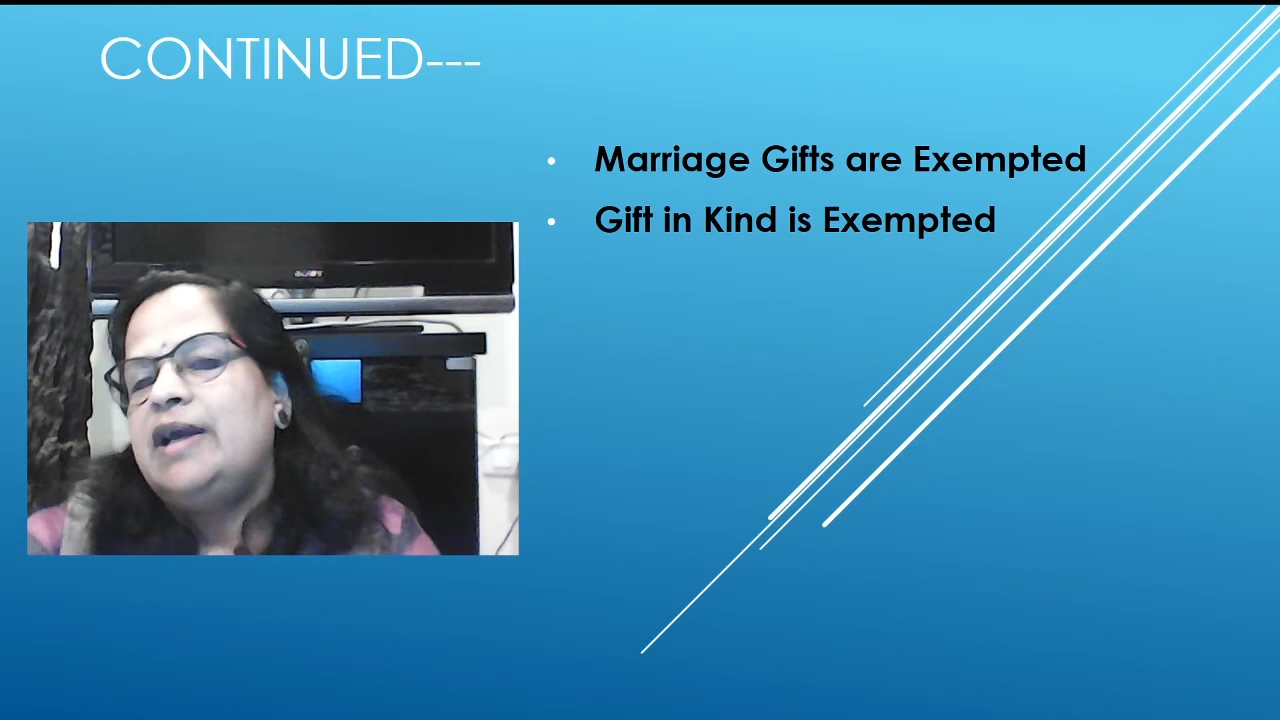 CONTINUED---
Marriage Gifts are Exempted
Gift in Kind is Exempted